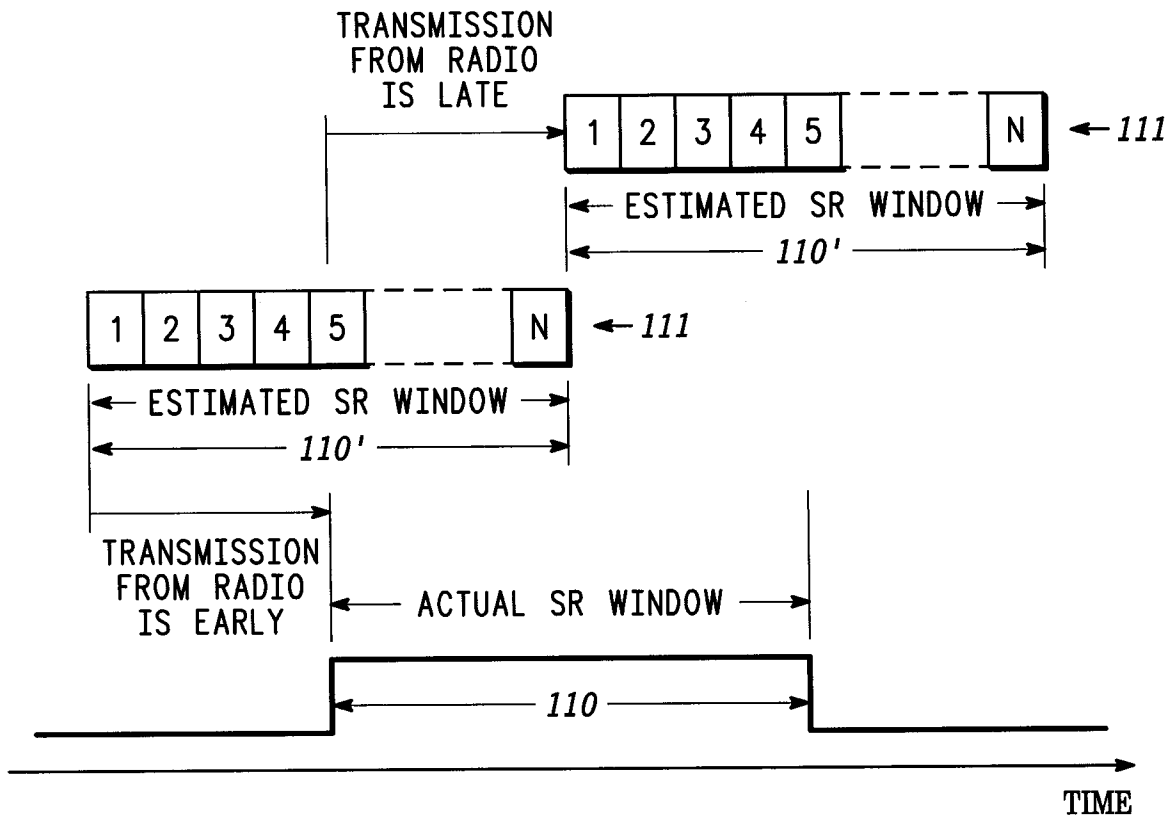 TRANSMISSION
FROM RADIO
IS LATE
1 2 3 4 5 N 111
ESTIMATED SR WINDOW
110'
1 2 3 4 5 N 111
ESTIMATED SR WINDOW
110'
TRANSMISSION
FROM RADIO
IS EARLY
ACTUAL SR WINDOW
110
TIME